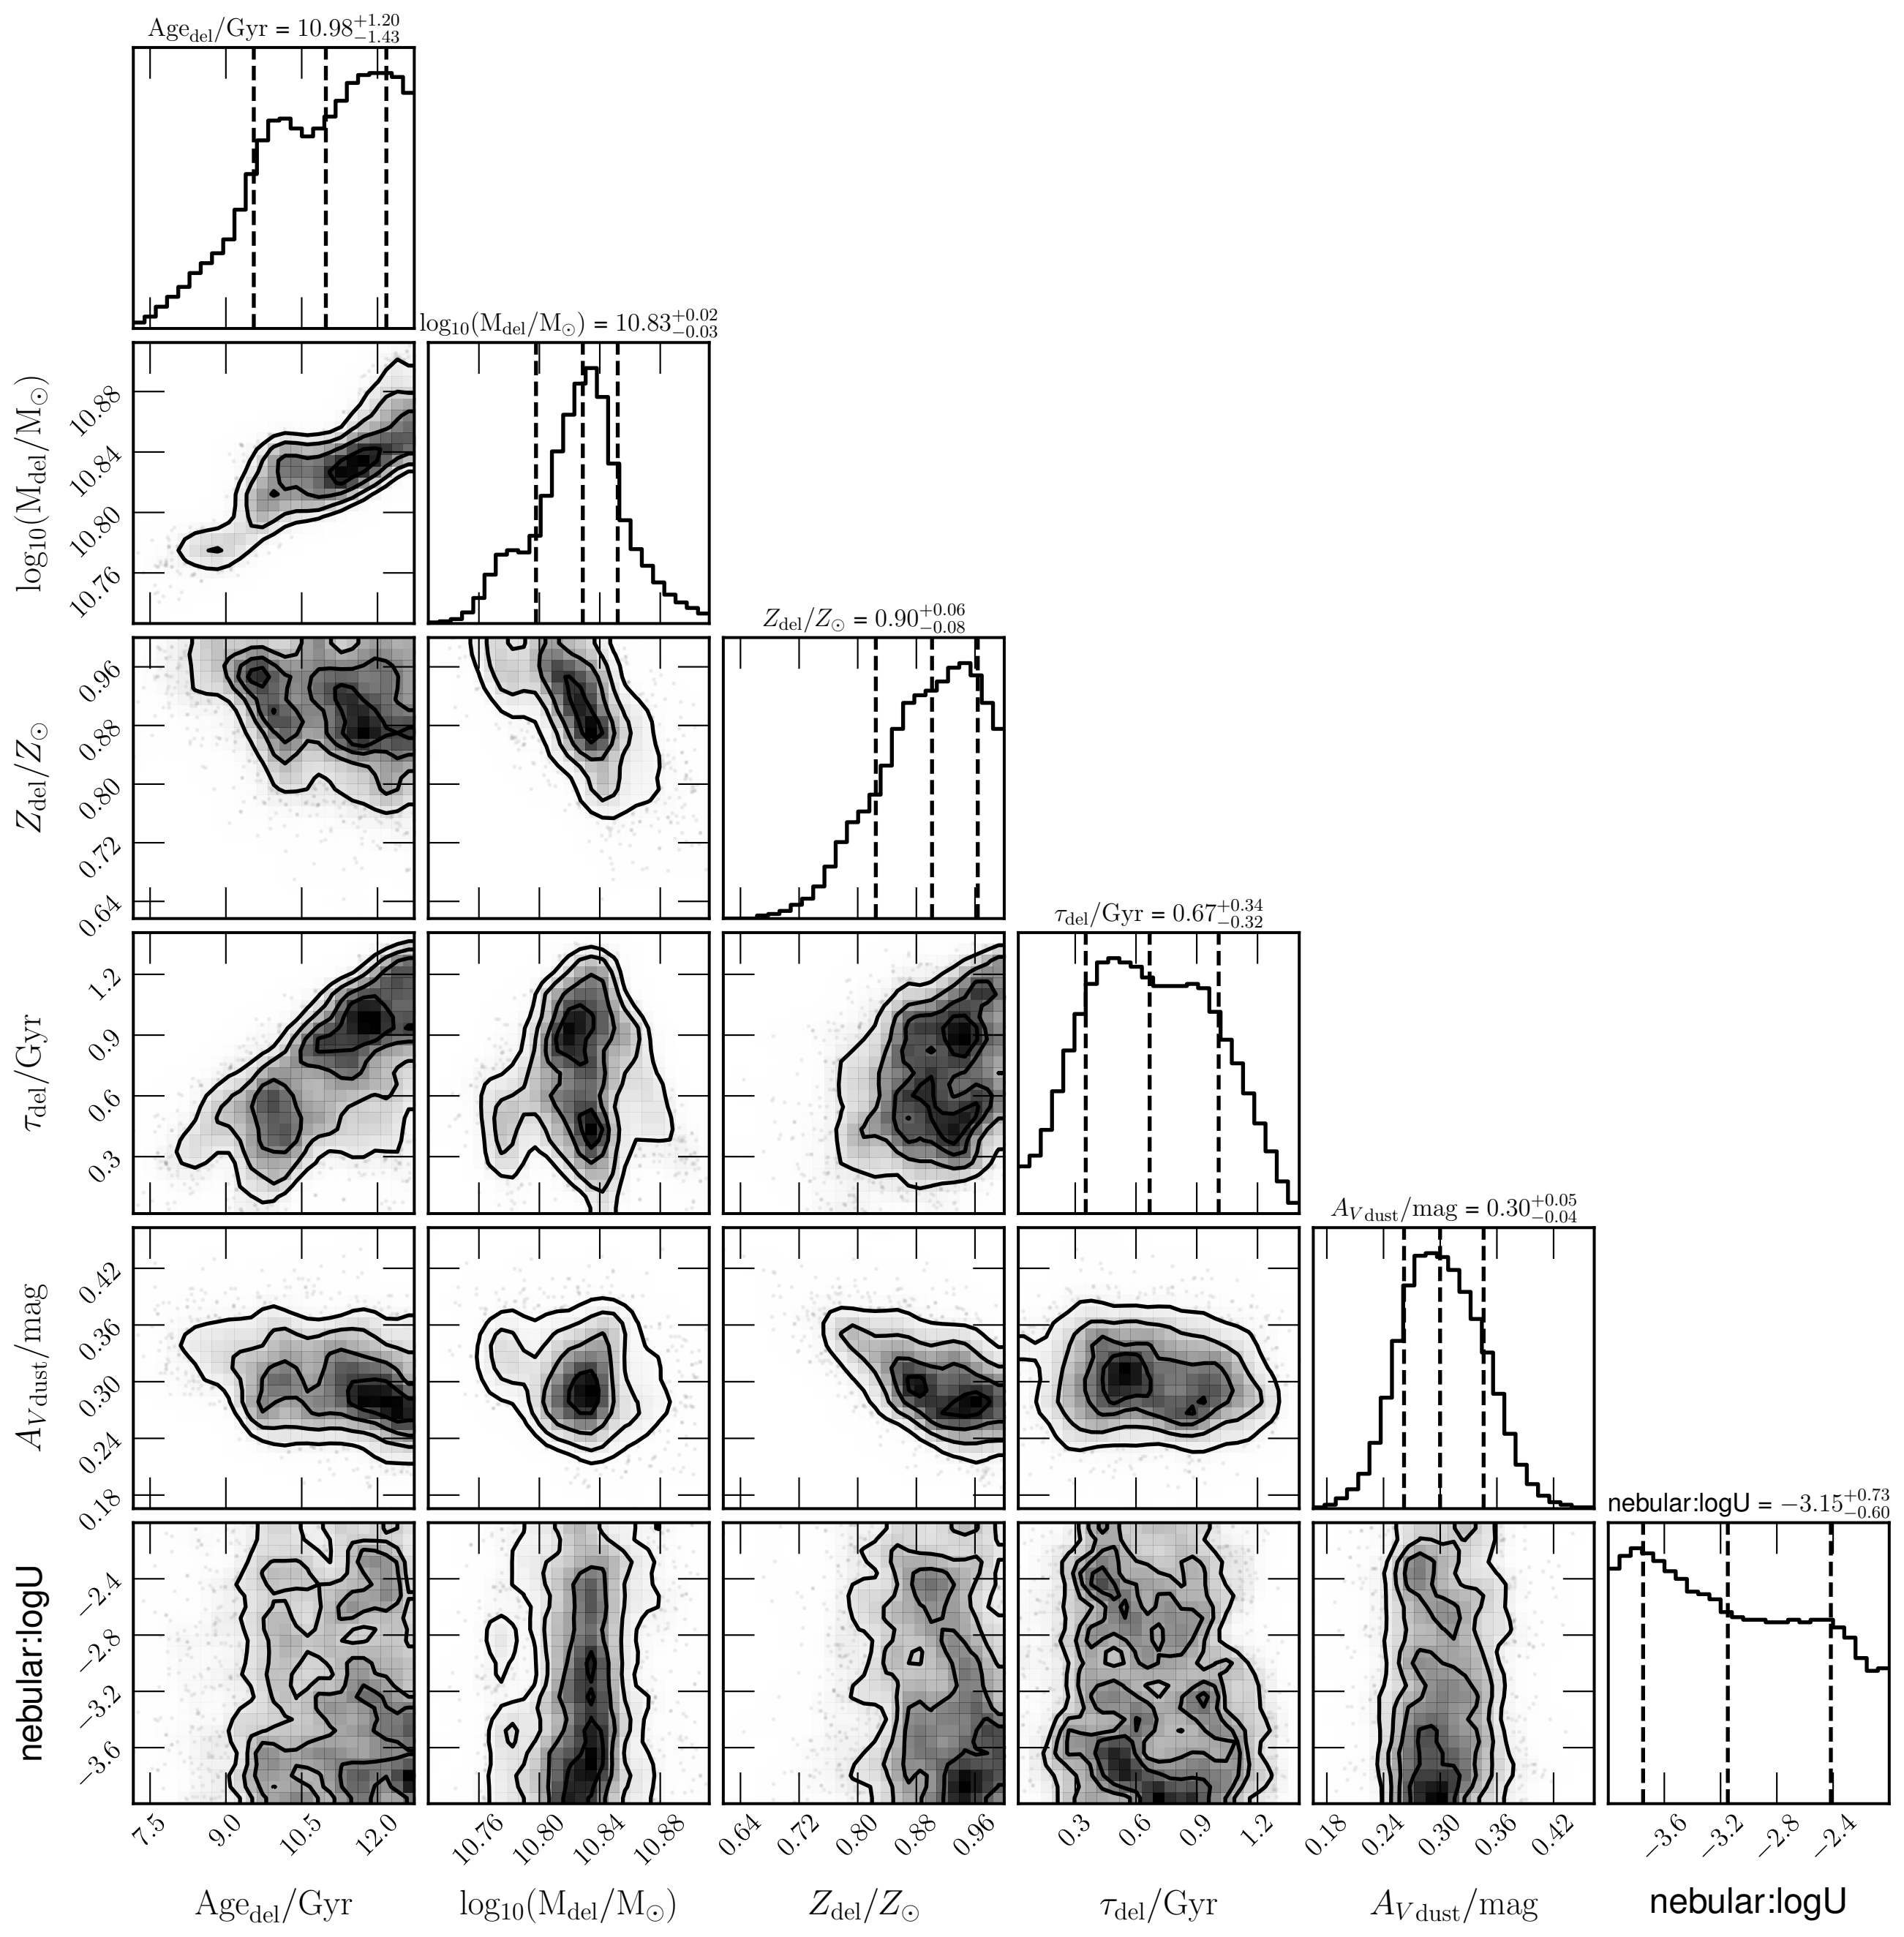 Age_del/Gyr = 10.98^{+1.20}_{−1.43}
log₁₀(M_del/M_⊙) = 10.83^{+0.02}_{−0.03}
log₁₀(M_del/M_⊙)
10.88
10.84
10.80
10.76
Z_del/Z_⊙ = 0.90^{+0.06}_{−0.08}
Z_del/Z_⊙
0.96
0.88
0.80
0.72
0.64
τ_del/Gyr = 0.67^{+0.34}_{−0.32}
τ_del/Gyr
1.2
0.9
0.6
0.3
A_{V dust}/mag = 0.30^{+0.05}_{−0.04}
A_{V dust}/mag
0.42
0.36
0.30
0.24
0.18
nebular:logU = −3.15^{+0.73}_{−0.60}
nebular:logU
−2.4
−2.8
−3.2
−3.6
7.5 9.0 10.5 12.0 10.76 10.80 10.84 10.88 0.64 0.72 0.80 0.88 0.96 0.3 0.6 0.9 1.2 0.18 0.24 0.30 0.36 0.42 −3.6 −3.2 −2.8 −2.4
Age_del/Gyr log₁₀(M_del/M_⊙) Z_del/Z_⊙ τ_del/Gyr A_{V dust}/mag nebular:logU